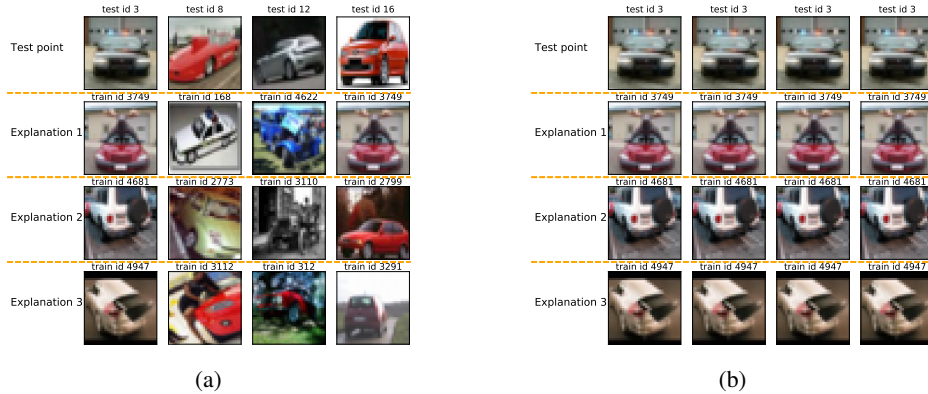 test id 3 test id 8 test id 12 test id 16
Test point
train id 3749 train id 168 train id 4622 train id 3749
Explanation 1
train id 4681 train id 2773 train id 3110 train id 2799
Explanation 2
train id 4947 train id 3112 train id 312 train id 3291
Explanation 3
(a)
test id 3 test id 3 test id 3 test id 3
Test point
train id 3749 train id 3749 train id 3749 train id 3749
Explanation 1
train id 4681 train id 4681 train id 4681 train id 4681
Explanation 2
train id 4947 train id 4947 train id 4947 train id 4947
Explanation 3
(b)